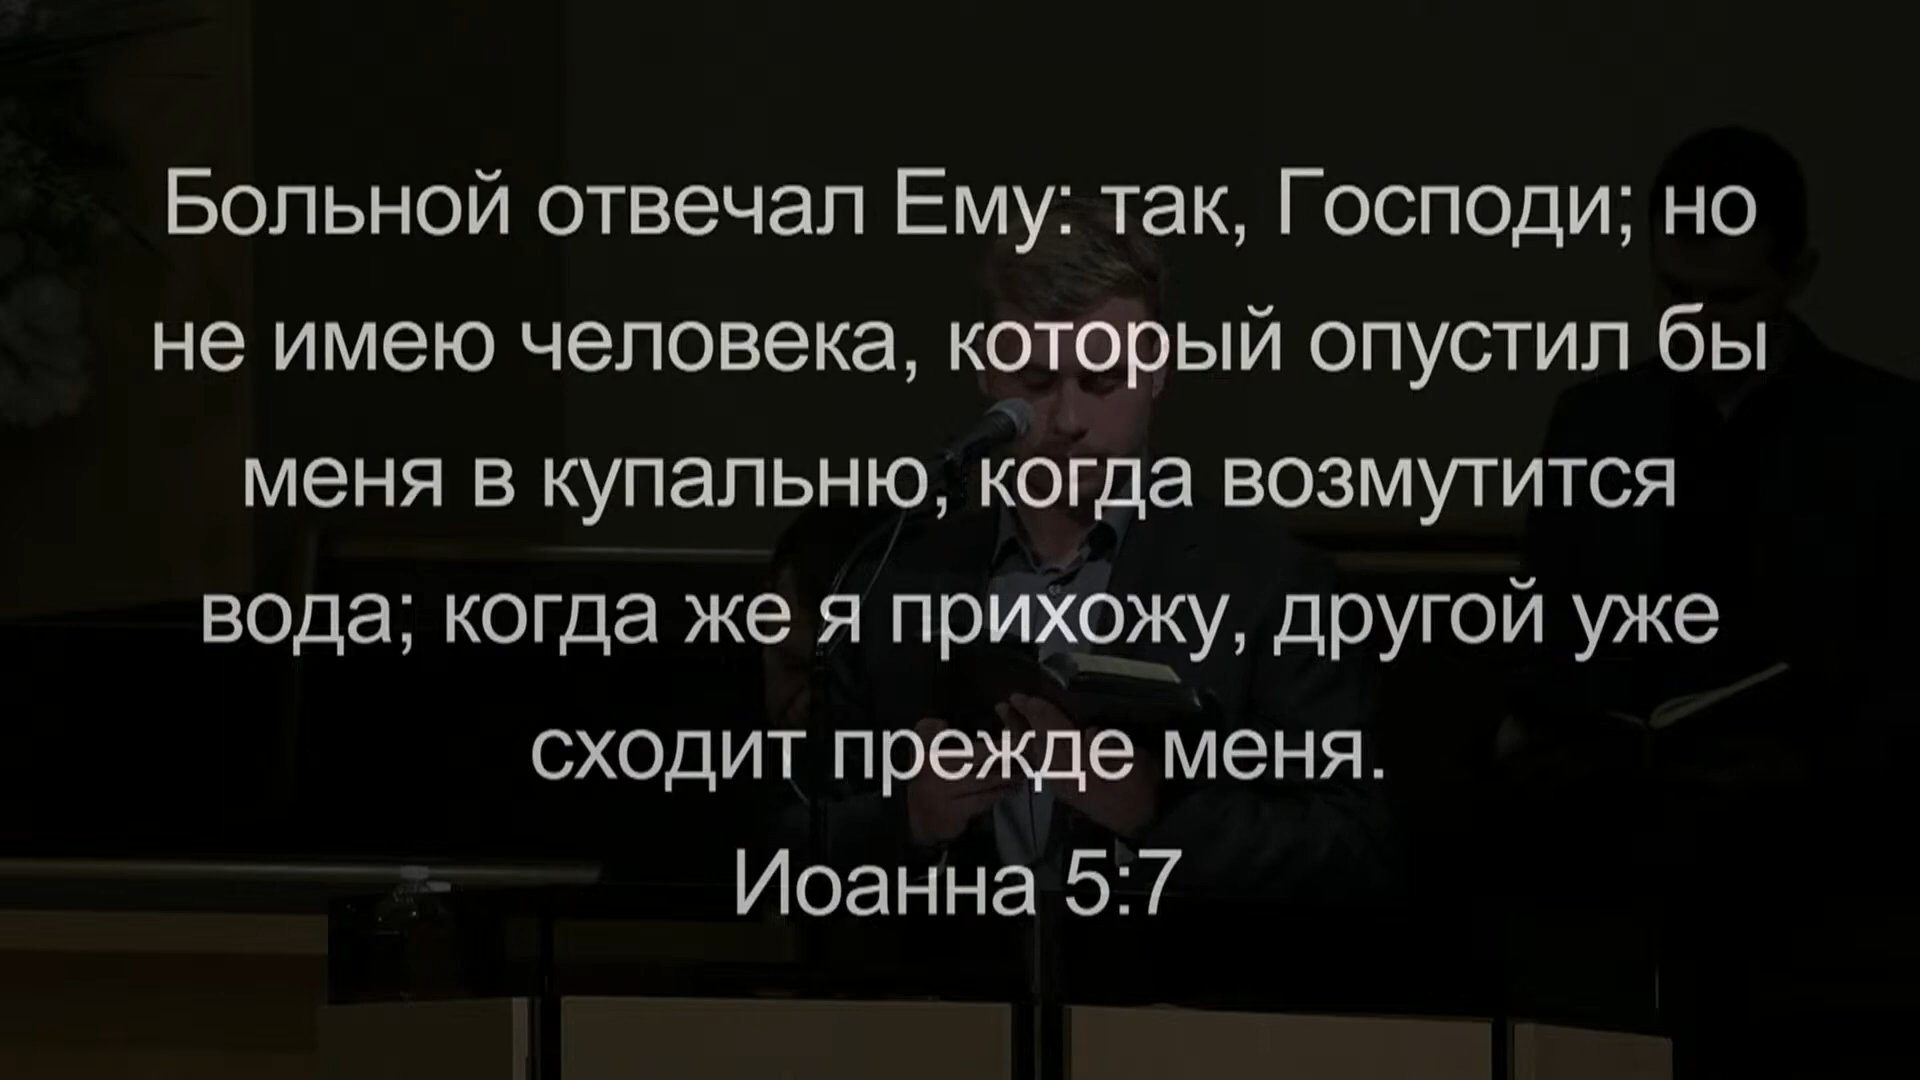 Больной отвечал Ему: так, Господи; но
не имею человека, который опустил бы
меня в купальню, когда возмутится
вода; когда же я прихожу, другой уже
сходит прежде меня.
Иоанна 5:7